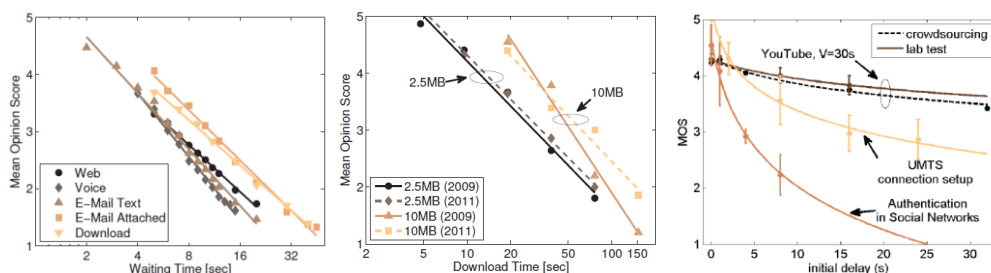 5
4
3
2
1
Mean Opinion Score
Web
Voice
E-Mail Text
E-Mail Attached
Download
2 4 8 16 32
Waiting Time [sec]
5
4
3
2
1
Mean Opinion Score
2.5MB
10MB
2.5MB (2009)
2.5MB (2011)
10MB (2009)
10MB (2011)
5 10 20 50 100 150
Download Time [sec]
5
4
3
2
1
MOS
crowdsourcing
lab test
YouTube, V=30s
UMTS
connection setup
Authentication
in Social Networks
0 5 10 15 20 25 30
initial delay (s)